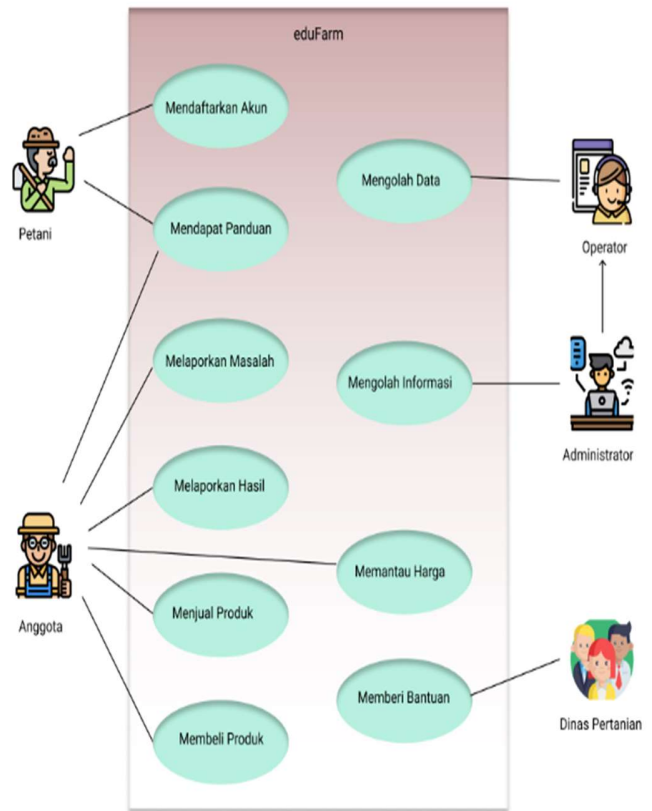 eduFarm
Mendaftarkan Akun
Mengolah Data
Petani
Mendapat Panduan
Operator
Melaporkan Masalah
Mengolah Informasi
Administrator
Melaporkan Hasil
Memantau Harga
Anggota
Menjual Produk
Memberi Bantuan
Dinas Pertanian
Membeli Produk